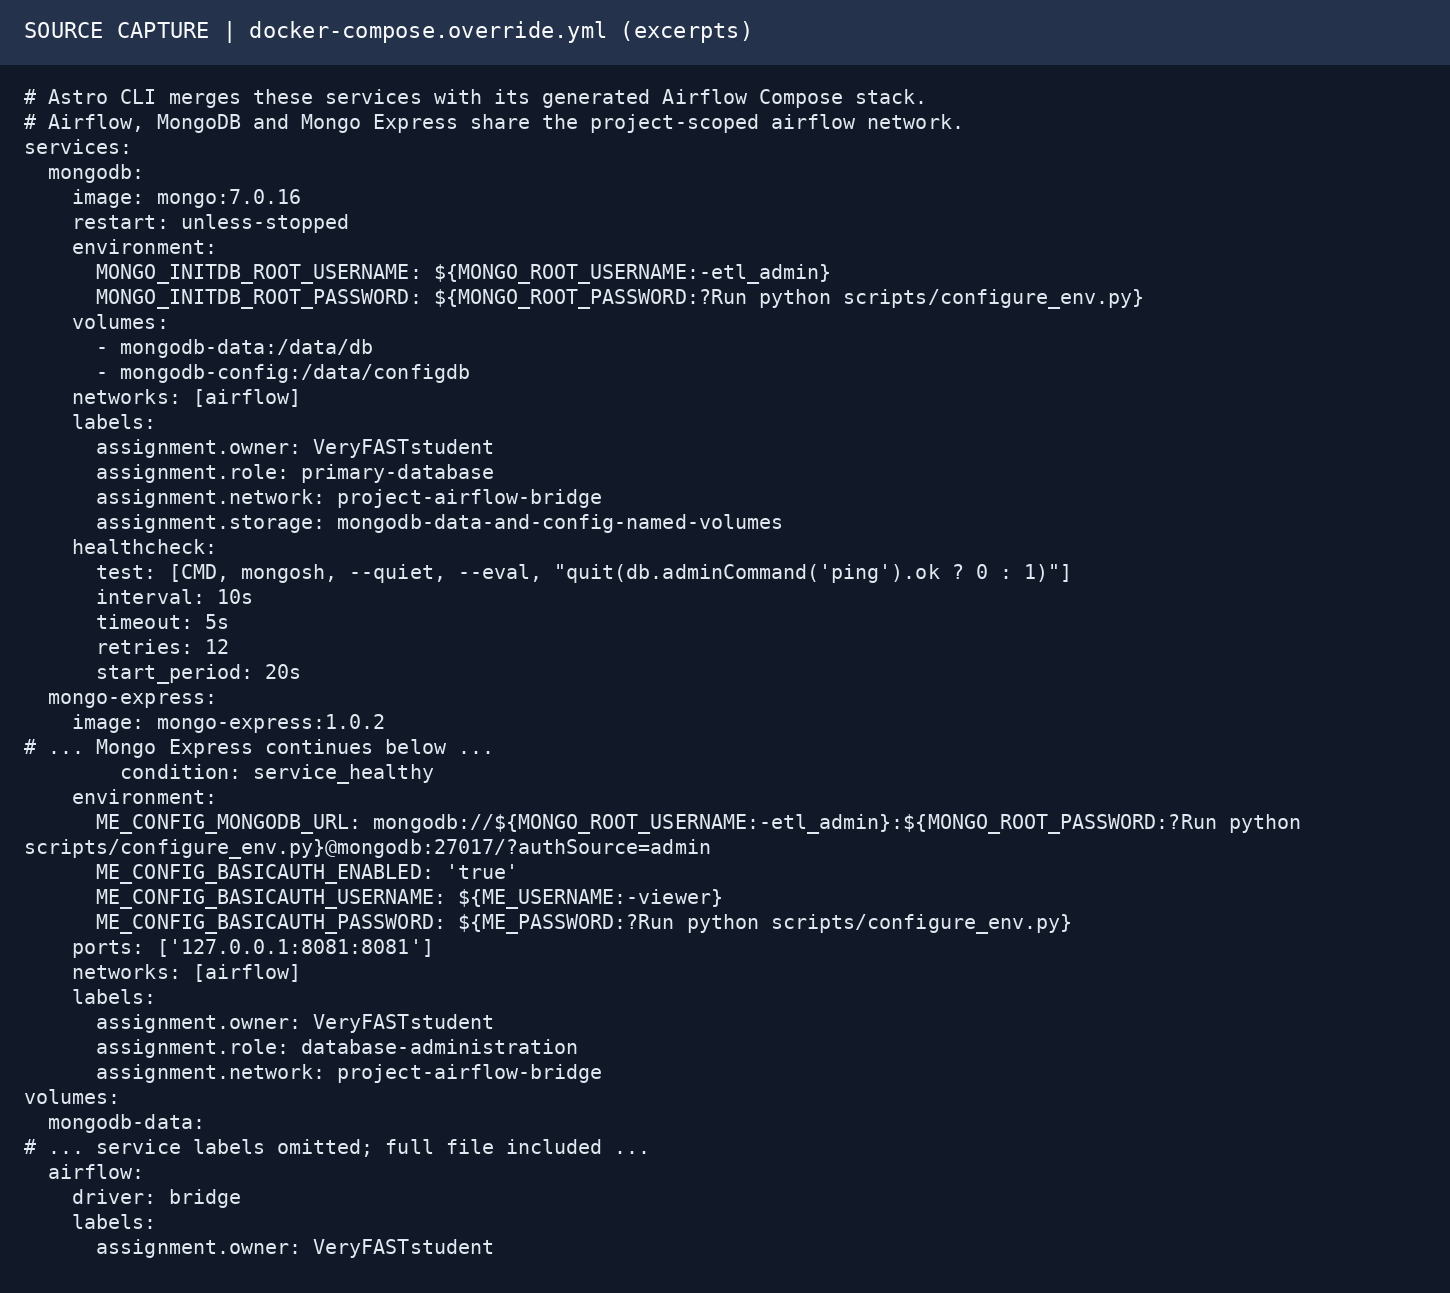 SOURCE CAPTURE | docker-compose.override.yml (excerpts)
# Astro CLI merges these services with its generated Airflow Compose stack.
# Airflow, MongoDB and Mongo Express share the project-scoped airflow network.
services:
  mongodb:
    image: mongo:7.0.16
    restart: unless-stopped
    environment:
      MONGO_INITDB_ROOT_USERNAME: ${MONGO_ROOT_USERNAME:-etl_admin}
      MONGO_INITDB_ROOT_PASSWORD: ${MONGO_ROOT_PASSWORD:?Run python scripts/configure_env.py}
    volumes:
      - mongodb-data:/data/db
      - mongodb-config:/data/configdb
    networks: [airflow]
    labels:
      assignment.owner: VeryFASTstudent
      assignment.role: primary-database
      assignment.network: project-airflow-bridge
      assignment.storage: mongodb-data-and-config-named-volumes
    healthcheck:
      test: [CMD, mongosh, --quiet, --eval, "quit(db.adminCommand('ping').ok ? 0 : 1)"]
      interval: 10s
      timeout: 5s
      retries: 12
      start_period: 20s
  mongo-express:
    image: mongo-express:1.0.2
# ... Mongo Express continues below ...
        condition: service_healthy
    environment:
      ME_CONFIG_MONGODB_URL: mongodb://${MONGO_ROOT_USERNAME:-etl_admin}:${MONGO_ROOT_PASSWORD:?Run python
scripts/configure_env.py}@mongodb:27017/?authSource=admin
      ME_CONFIG_BASICAUTH_ENABLED: 'true'
      ME_CONFIG_BASICAUTH_USERNAME: ${ME_USERNAME:-viewer}
      ME_CONFIG_BASICAUTH_PASSWORD: ${ME_PASSWORD:?Run python scripts/configure_env.py}
    ports: ['127.0.0.1:8081:8081']
    networks: [airflow]
    labels:
      assignment.owner: VeryFASTstudent
      assignment.role: database-administration
      assignment.network: project-airflow-bridge
volumes:
  mongodb-data:
# ... service labels omitted; full file included ...
  airflow:
    driver: bridge
    labels:
      assignment.owner: VeryFASTstudent